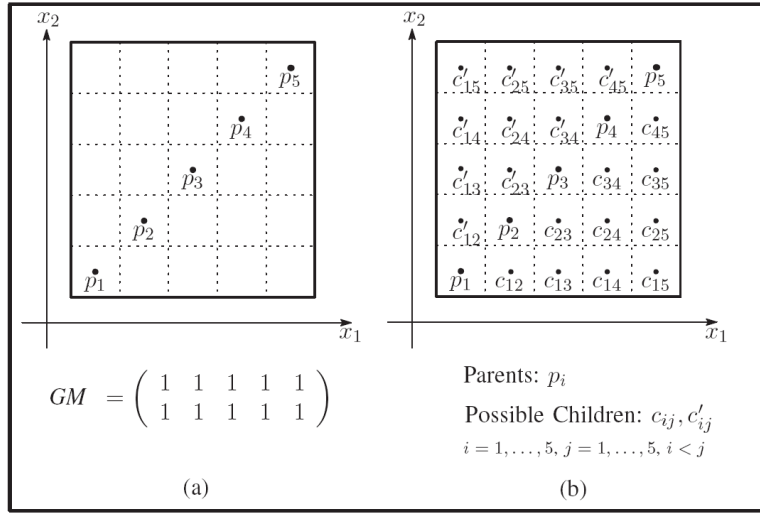 x₂
p₅
p₄
p₃
p₂
p₁
x₁
GM = ( 1 1 1 1 1
1 1 1 1 1 )
(a)
x₂
c′₁₅ c′₂₅ c′₃₅ c′₄₅ p₅
c′₁₄ c′₂₄ c′₃₄ p₄ c₄₅
c′₁₃ c′₂₃ p₃ c₃₄ c₃₅
c′₁₂ p₂ c₂₃ c₂₄ c₂₅
p₁ c₁₂ c₁₃ c₁₄ c₁₅
x₁
Parents: pᵢ
Possible Children: cᵢⱼ, c′ᵢⱼ
i = 1, . . . , 5, j = 1, . . . , 5, i < j
(b)